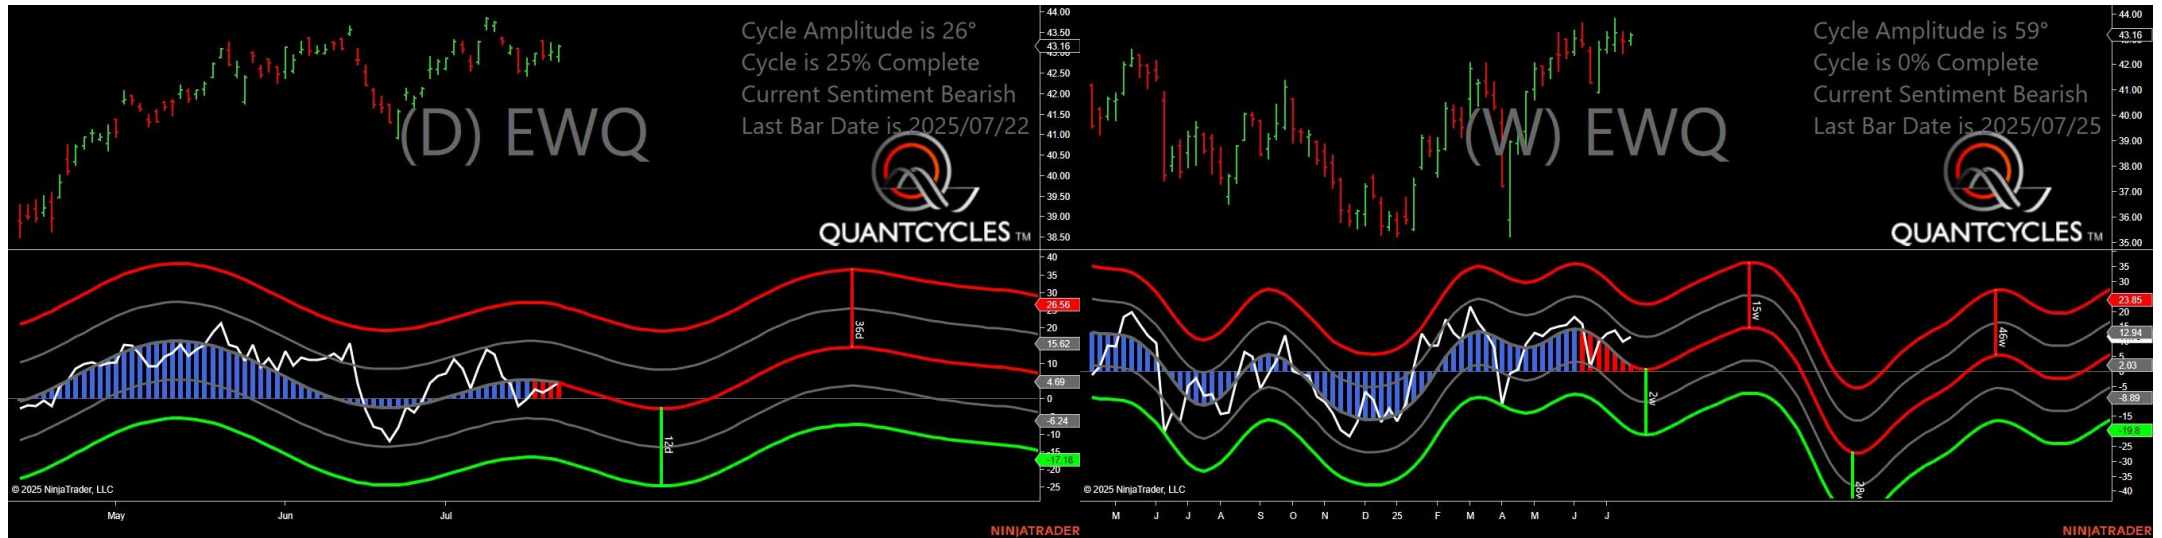 Cycle Amplitude is 26°
Cycle is 25% Complete
Current Sentiment Bearish
Last Bar Date is 2025/07/22
(D) EWQ
QUANTCYCLES TM
44.00
43.50
43.16
42.50
42.00
41.50
41.00
40.50
40.00
39.50
39.00
38.50
40
35
30
26.56
20
15.62
10
4.69
0
-6.24
-10
-17.18
-20
-25
36d
12d
© 2025 NinjaTrader, LLC
May
Jun
Jul
NINJATRADER
Cycle Amplitude is 59°
Cycle is 0% Complete
Current Sentiment Bearish
Last Bar Date is 2025/07/25
(W) EWQ
QUANTCYCLES TM
44.00
43.16
42.00
41.00
40.00
39.00
38.00
37.00
36.00
35.00
35
23.85
20
12.94
5
2.03
-5
-8.89
-15
-19.8
-25
-30
-35
-40
15w
46w
2w
28w
© 2025 NinjaTrader, LLC
M
J
J
A
S
O
N
D
25
F
M
A
M
J
J
NINJATRADER